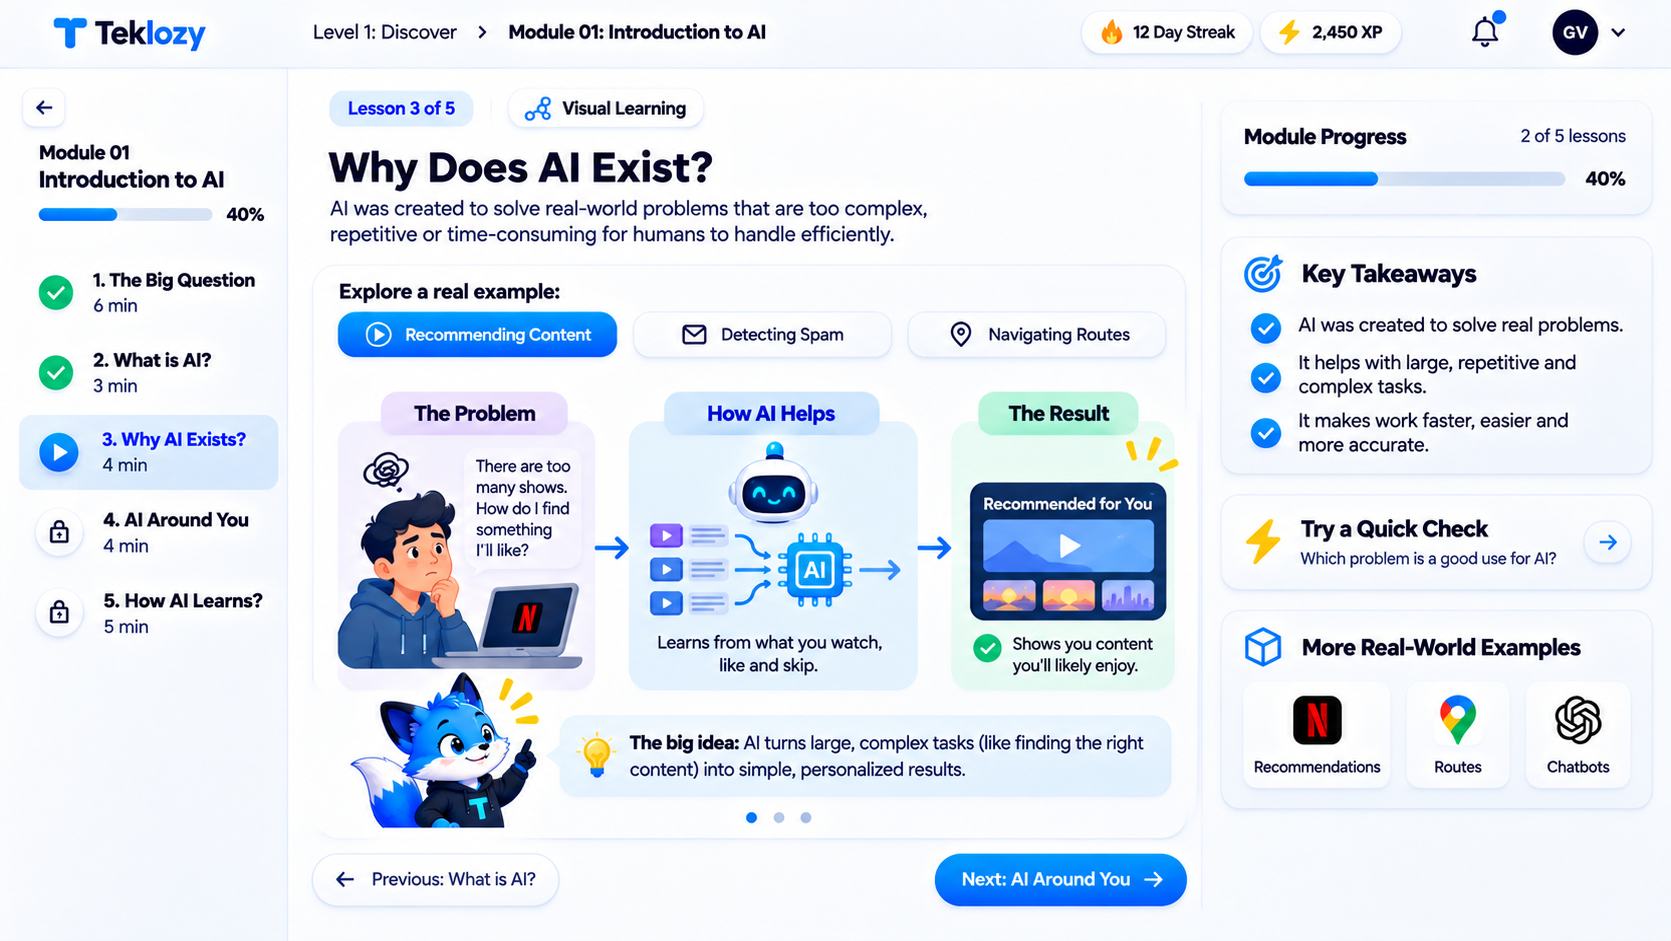 Teklozy
Level 1: Discover > Module 01: Introduction to AI
12 Day Streak
2,450 XP
GV
Module 01
Introduction to AI
40%
1. The Big Question
6 min
2. What is AI?
3 min
3. Why AI Exists?
4 min
4. AI Around You
4 min
5. How AI Learns?
5 min
Lesson 3 of 5
Visual Learning
Why Does AI Exist?
AI was created to solve real-world problems that are too complex,
repetitive or time-consuming for humans to handle efficiently.
Explore a real example:
Recommending Content
Detecting Spam
Navigating Routes
The Problem
There are too
many shows.
How do I find
something
I'll like?
N
How AI Helps
AI
Learns from what you watch,
like and skip.
The Result
Recommended for You
Shows you content
you'll likely enjoy.
T
The big idea: AI turns large, complex tasks (like finding the right
content) into simple, personalized results.
← Previous: What is AI?
Next: AI Around You →
Module Progress
2 of 5 lessons
40%
Key Takeaways
AI was created to solve real problems.
It helps with large, repetitive and
complex tasks.
It makes work faster, easier and
more accurate.
Try a Quick Check
Which problem is a good use for AI?
More Real-World Examples
N
Recommendations
Routes
Chatbots